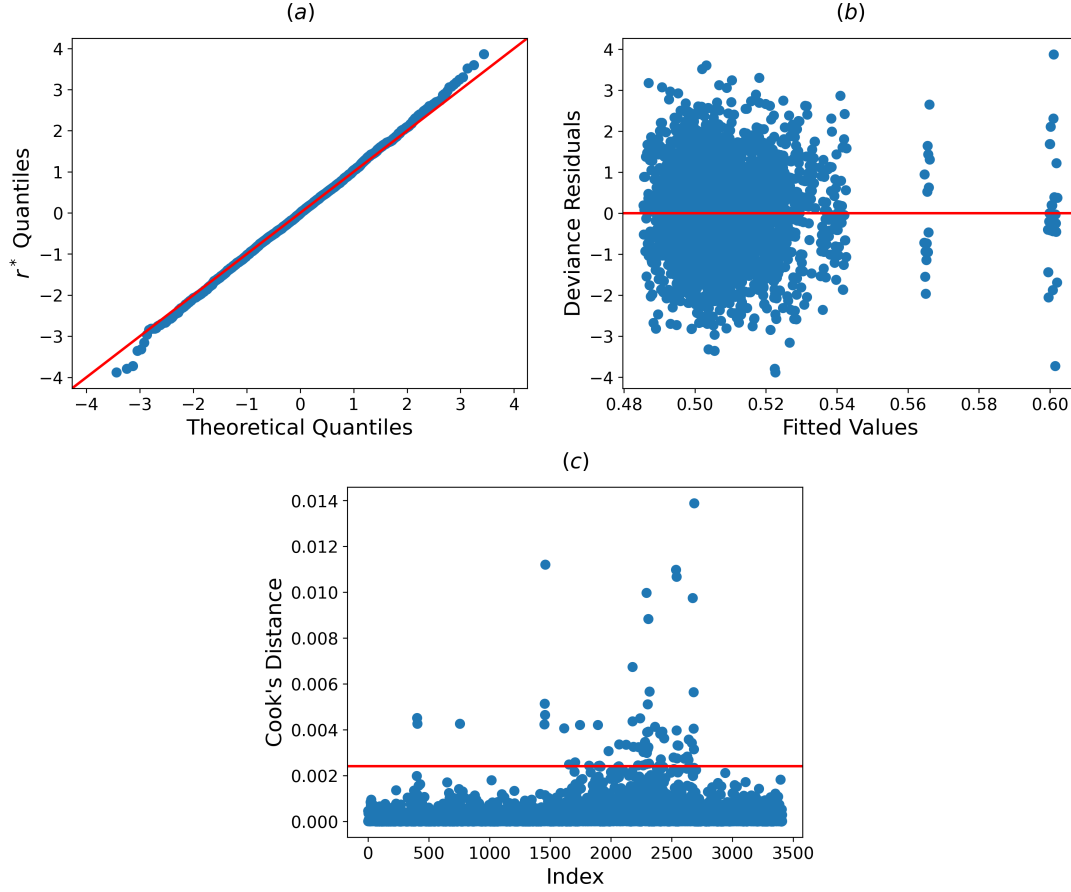 (a)
4
3
2
1
0
−1
−2
−3
−4
r* Quantiles
−4 −3 −2 −1 0 1 2 3 4
Theoretical Quantiles
(b)
4
3
2
1
0
−1
−2
−3
−4
Deviance Residuals
0.48 0.50 0.52 0.54 0.56 0.58 0.60
Fitted Values
(c)
0.014
0.012
0.010
0.008
0.006
0.004
0.002
0.000
Cook's Distance
0 500 1000 1500 2000 2500 3000 3500
Index